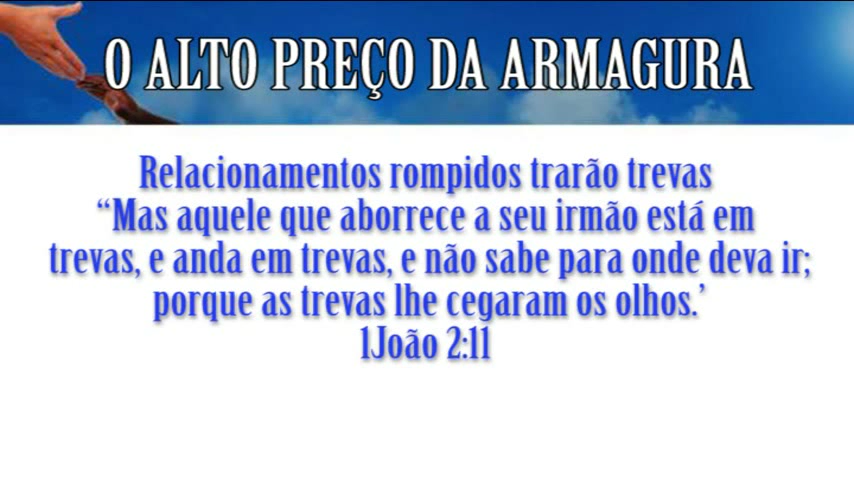 O ALTO PREÇO DA ARMAGURA
Relacionamentos rompidos trarão trevas
“Mas aquele que aborrece a seu irmão está em
trevas, e anda em trevas, e não sabe para onde deva ir;
porque as trevas lhe cegaram os olhos.’
1João 2:11